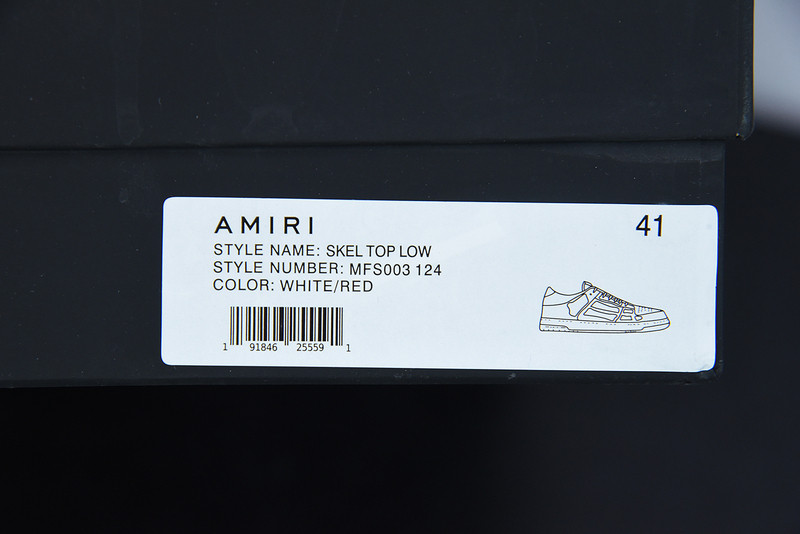 AMIRI 41
STYLE NAME: SKEL TOP LOW
STYLE NUMBER: MFS003 124
COLOR: WHITE/RED
1 91846 25559 1